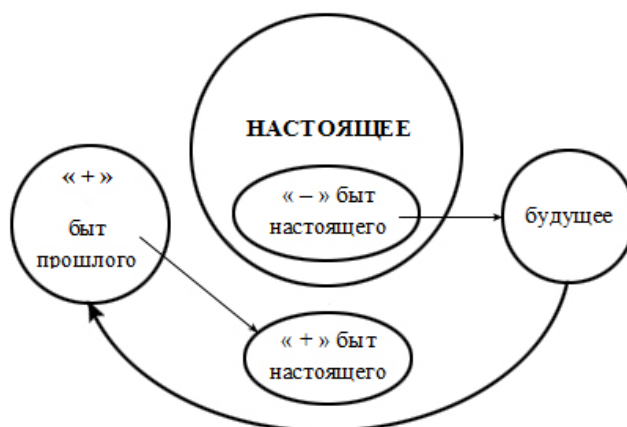 НАСТОЯЩЕЕ
« + »
быт
прошлого
« – » быт
настоящего
будущее
« + » быт
настоящего